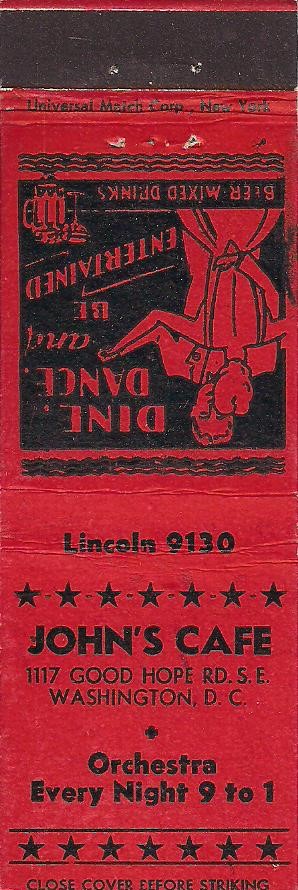 Universal Match Corp., New York
DINE.
DANCE.
and
BE
ENTERTAINED
BEER MIXED DRINKS
Lincoln 9130
JOHN'S CAFE
1117 GOOD HOPE RD. S. E.
WASHINGTON, D. C.
Orchestra
Every Night 9 to 1
CLOSE COVER BEFORE STRIKING